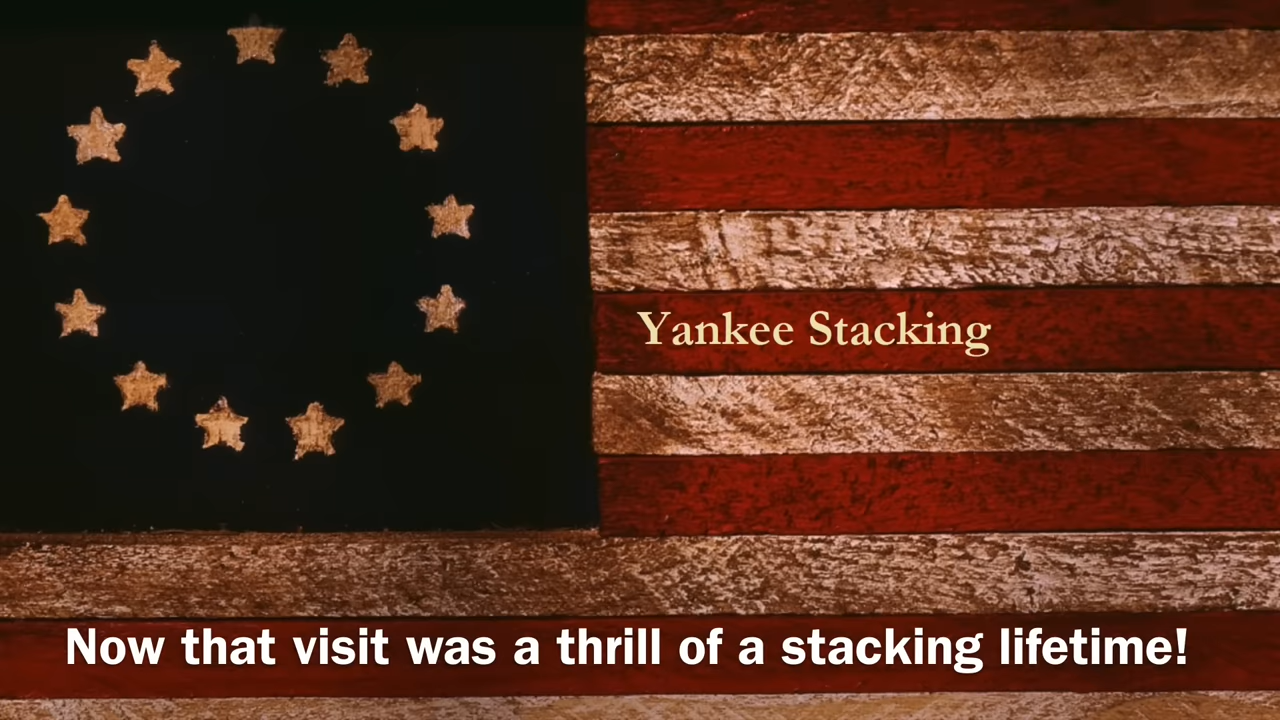 Yankee Stacking
Now that visit was a thrill of a stacking lifetime!